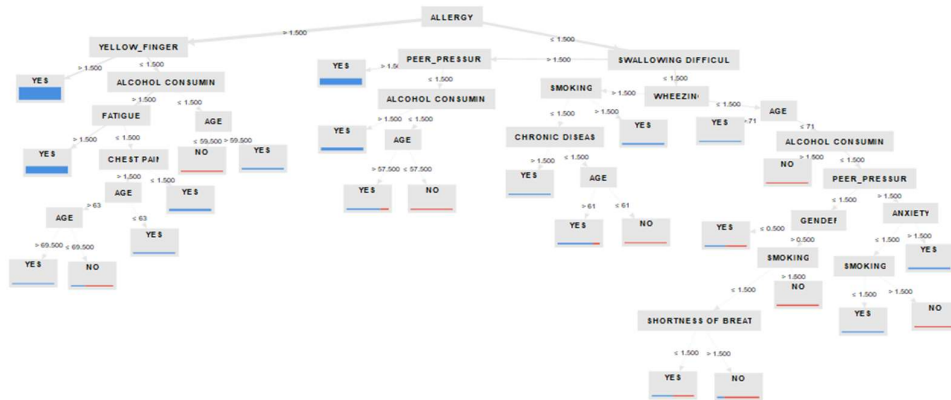 ALLERGY
> 1.500
≤ 1.500
YELLOW_FINGER
PEER_PRESSUR
SWALLOWING DIFFICUL
> 1.500
≤ 1.500
> 1.500
> 1.500
≤ 1.500
≤ 1.500
YES
ALCOHOL CONSUMIN
YES
SMOKING
> 1.500
WHEEZING
≤ 1.500
AGE
> 1.500
≤ 1.500
ALCOHOL CONSUMIN
FATIGUE
AGE
> 1.500
≤ 1.500
≤ 1.500
> 1.500
YES
YES
>71
≤ 71
> 1.500
≤ 1.500
≤ 59.500
> 59.500
YES
AGE
CHRONIC DISEAS
ALCOHOL CONSUMIN
YES
CHEST PAIN
NO
YES
> 57.500
≤ 57.500
> 1.500
≤ 1.500
NO
> 1.500
≤ 1.500
> 1.500
≤ 1.500
YES
NO
YES
AGE
PEER_PRESSUR
AGE
YES
> 61
≤ 61
≤ 1.500
> 1.500
> 63
≤ 63
YES
NO
YES
≤ 0.500
GENDER
ANXIETY
AGE
YES
> 0.500
≤ 1.500
> 1.500
> 69.500
≤ 69.500
SMOKING
SMOKING
YES
YES
NO
≤ 1.500
> 1.500
NO
≤ 1.500
> 1.500
YES
NO
SHORTNESS OF BREAT
≤ 1.500
> 1.500
YES
NO